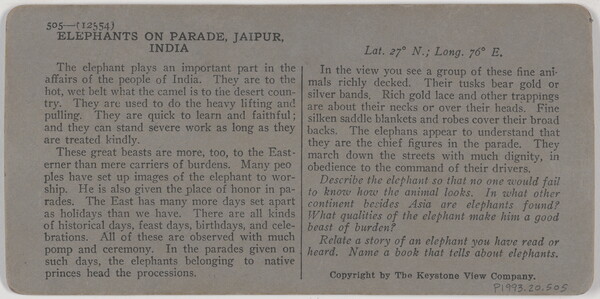 505—(12554)
ELEPHANTS ON PARADE, JAIPUR,
INDIA
The elephant plays an important part in the
affairs of the people of India. They are to the
hot, wet belt what the camel is to the desert coun-
try. They are used to do the heavy lifting and
pulling. They are quick to learn and faithful;
and they can stand severe work as long as they
are treated kindly.
These great beasts are more, too, to the East-
erner than mere carriers of burdens. Many peo
ples have set up images of the elephant to wor-
ship. He is also given the place of honor in pa-
rades. The East has many more days set apart
as holidays than we have. There are all kinds
of historical days, feast days, birthdays, and cele-
brations. All of these are observed with much
pomp and ceremony. In the parades given on
such days, the elephants belonging to native
princes head the processions.
Lat. 27° N.; Long. 76° E.
In the view you see a group of these fine ani-
mals richly decked. Their tusks bear gold or
silver bands. Rich gold lace and other trappings
are about their necks or over their heads. Fine
silken saddle blankets and robes cover their broad
backs. The elephans appear to understand that
they are the chief figures in the parade. They
march down the streets with much dignity, in
obedience to the command of their drivers.
Describe the elephant so that no one would fail
to know how the animal looks. In what other
continent besides Asia are elephants found?
What qualities of the elephant make him a good
beast of burden?
Relate a story of an elephant you have read or
heard. Name a book that tells about elephants.
Copyright by The Keystone View Company.
P1993.20.505